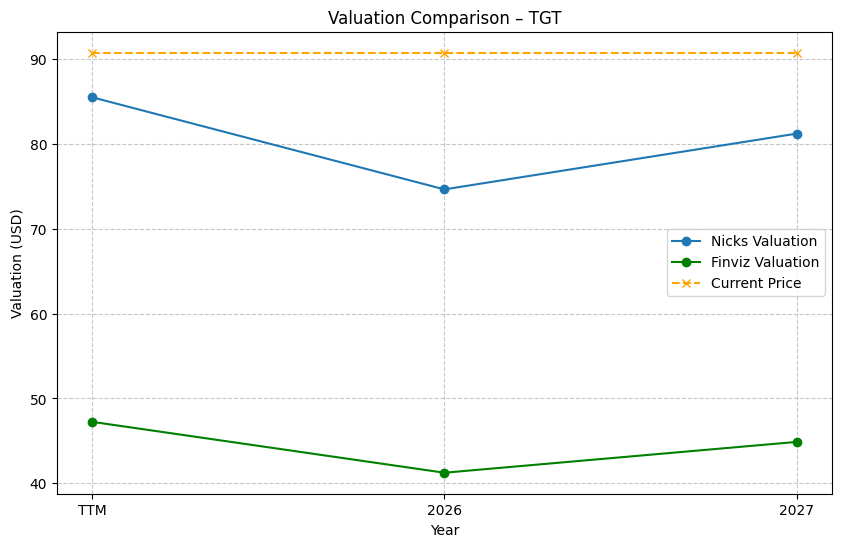 Valuation Comparison – TGT
90
80
70
60
50
40
Valuation (USD)
Nicks Valuation
Finviz Valuation
Current Price
TTM
2026
2027
Year